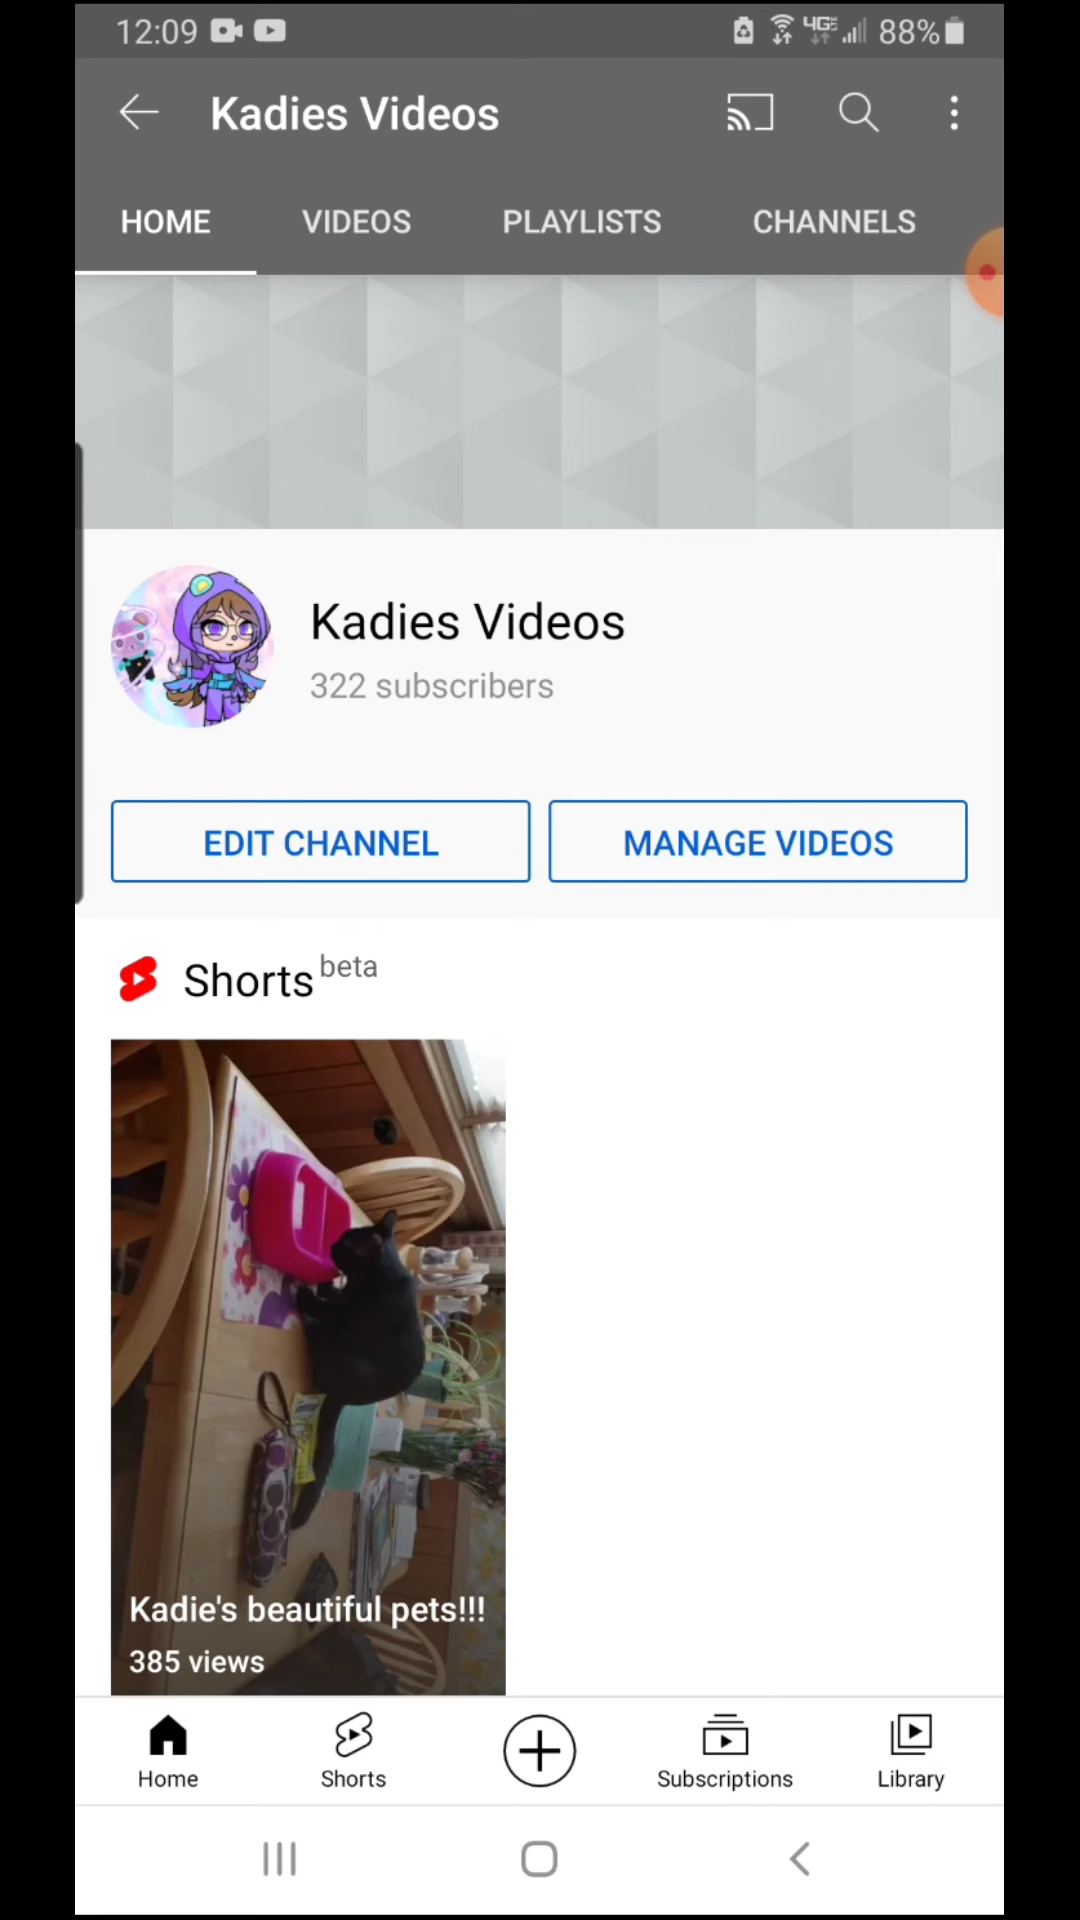 12:09
4G
88%
Kadies Videos
HOME
VIDEOS
PLAYLISTS
CHANNELS
Kadies Videos
322 subscribers
EDIT CHANNEL
MANAGE VIDEOS
Shorts beta
Kadie's beautiful pets!!!
385 views
Home
Shorts
Subscriptions
Library